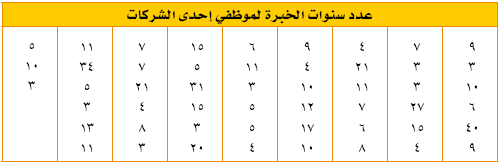 عدد سنوات الخبرة لموظفي إحدى الشركات
٩ ٧ ٤ ٩ ٦ ١٥ ٧ ١١ ٥
٣ ٣ ٢١ ٤ ١١ ٥ ٧ ٣٤ ١٠
١٠ ٣ ١١ ١٠ ٣ ٣١ ٢١ ٥ ٣
٦ ٢٧ ٧ ١٢ ٥ ١٥ ٤ ٣
٤٠ ١٥ ٦ ١٧ ٥ ٣ ٨ ١٣
٩ ٤ ٨ ١٠ ٤ ٢٠ ٣ ١١